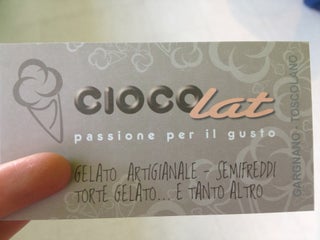 CIOCOlat
passione per il gusto
GELATO ARTIGIANALE - SEMIFREDDI
TORTE GELATO... E TANTO ALTRO
GARGNANO - TOSCOLANO